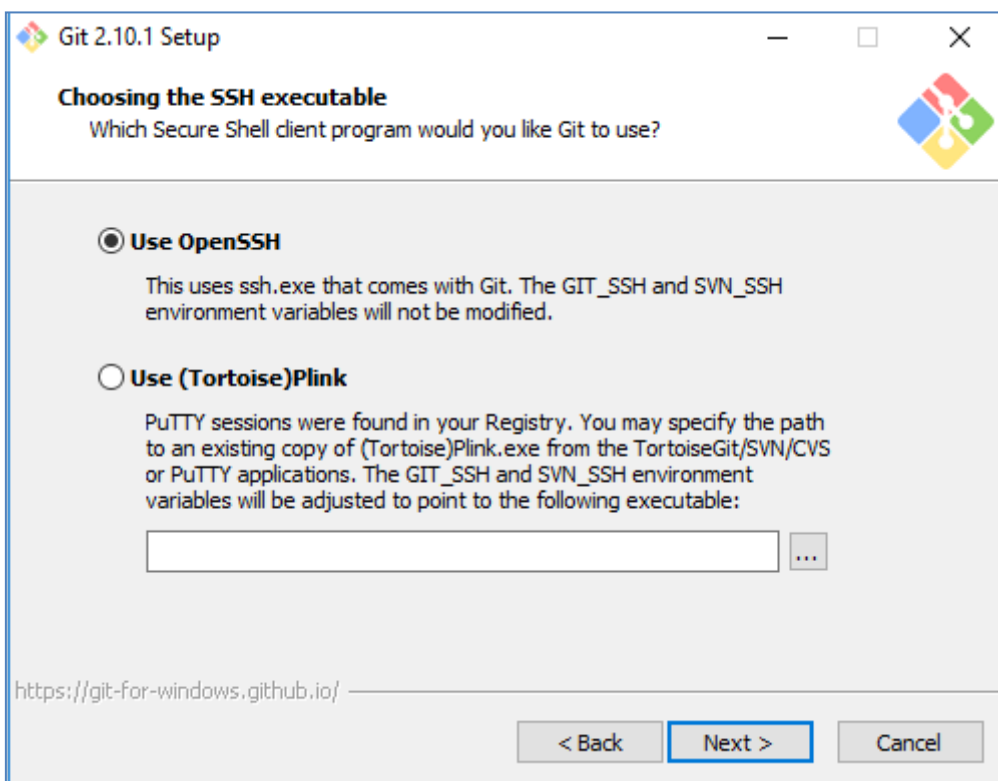 Git 2.10.1 Setup
Choosing the SSH executable
Which Secure Shell client program would you like Git to use?
Use OpenSSH
This uses ssh.exe that comes with Git. The GIT_SSH and SVN_SSH
environment variables will not be modified.
Use (Tortoise)Plink
PuTTY sessions were found in your Registry. You may specify the path
to an existing copy of (Tortoise)Plink.exe from the TortoiseGit/SVN/CVS
or PuTTY applications. The GIT_SSH and SVN_SSH environment
variables will be adjusted to point to the following executable:
...
https://git-for-windows.github.io/
< Back Next > Cancel